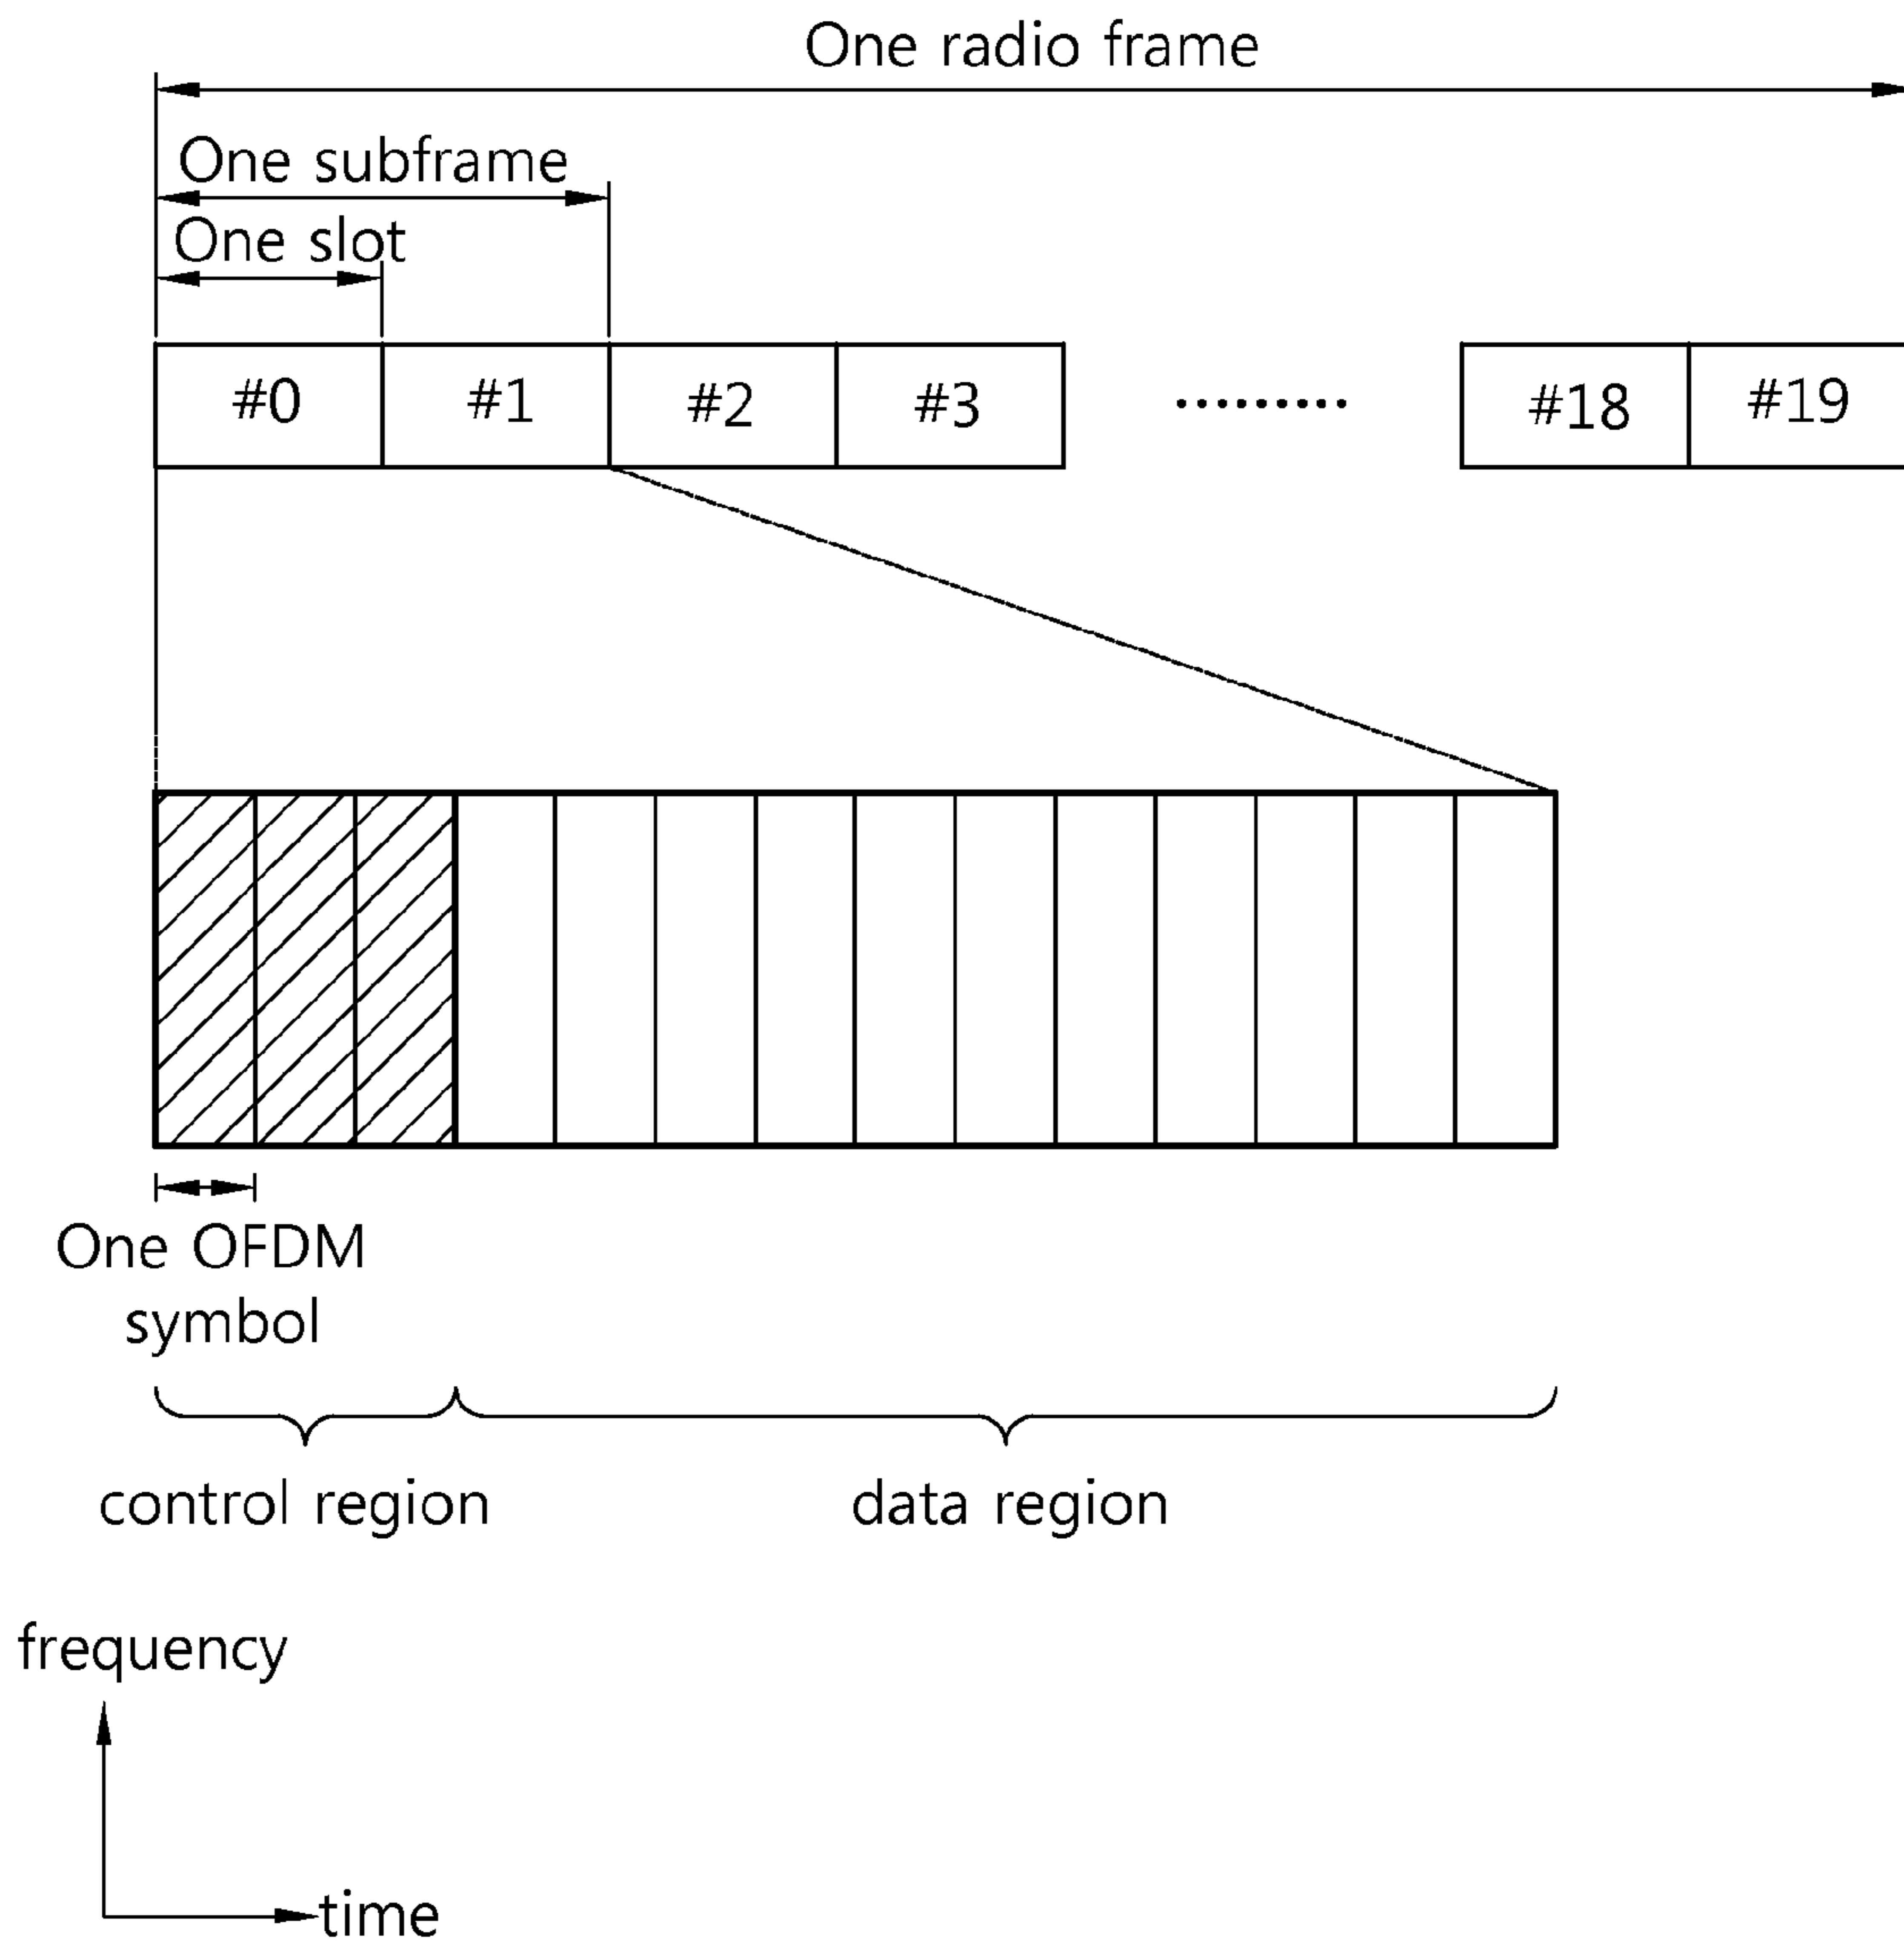 One radio frame
One subframe
One slot
#0 #1 #2 #3 ......... #18 #19
One OFDM
symbol
control region data region
frequency
time